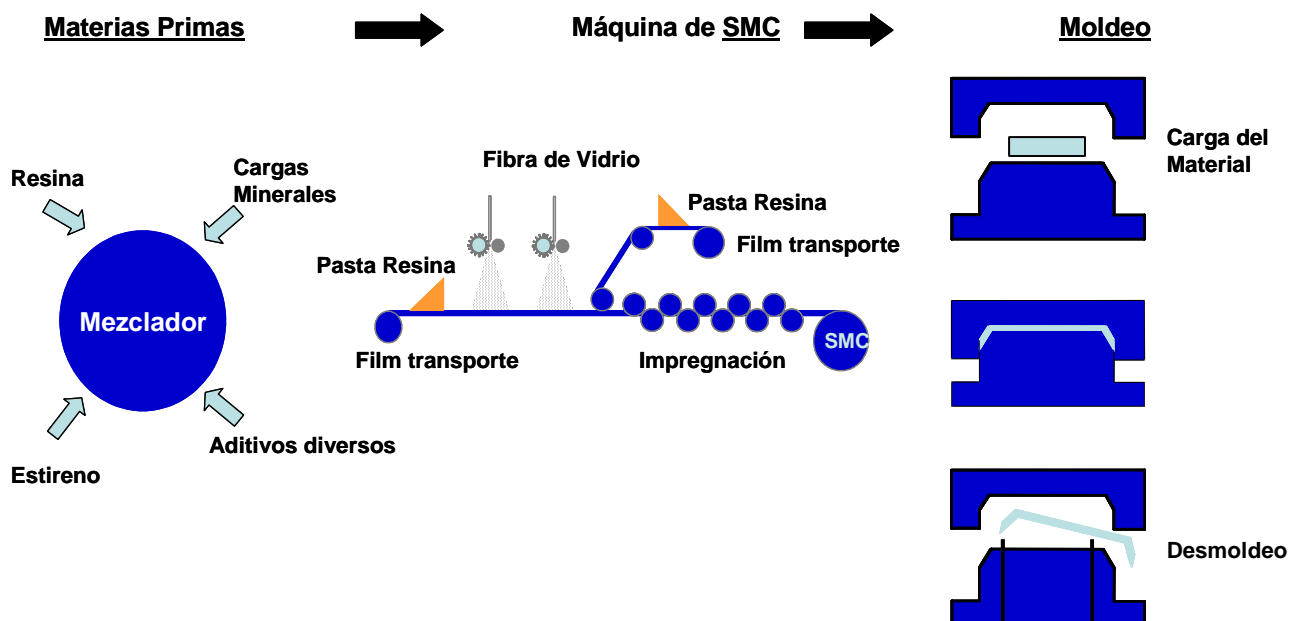 Materias Primas
Máquina de SMC
Moldeo
Resina
Cargas
Minerales
Mezclador
Estireno
Aditivos diversos
Fibra de Vidrio
Pasta Resina
Film transporte
Pasta Resina
Film transporte
Impregnación
SMC
Carga del
Material
Desmoldeo